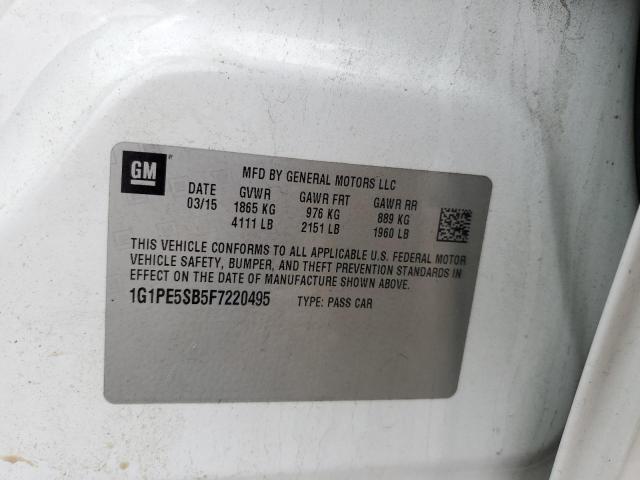 GM
MFD BY GENERAL MOTORS LLC
DATE GVWR GAWR FRT GAWR RR
03/15 1865 KG 976 KG 889 KG
4111 LB 2151 LB 1960 LB
THIS VEHICLE CONFORMS TO ALL APPLICABLE U.S. FEDERAL MOTOR
VEHICLE SAFETY, BUMPER, AND THEFT PREVENTION STANDARDS IN
EFFECT ON THE DATE OF MANUFACTURE SHOWN ABOVE.
1G1PE5SB5F7220495 TYPE: PASS CAR